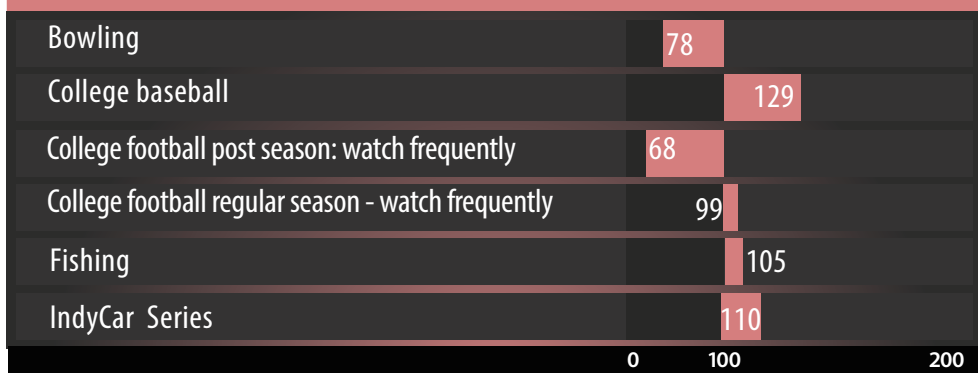 Bowling 78
College baseball 129
College football post season: watch frequently 68
College football regular season - watch frequently 99
Fishing 105
IndyCar Series 110
0 100 200